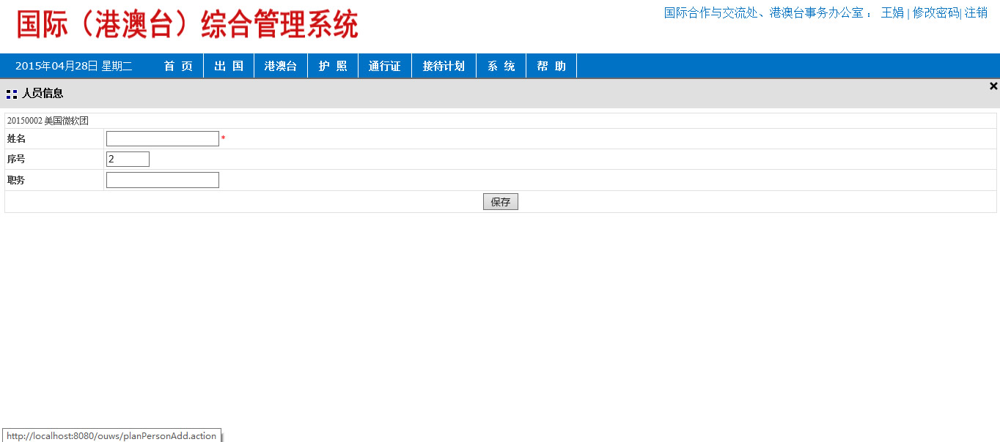 国际（港澳台）综合管理系统
国际合作与交流处、港澳台事务办公室： 王娟 | 修改密码| 注销
2015年04月28日 星期二 首 页 出 国 港澳台 护 照 通行证 接待计划 系 统 帮 助
人员信息
20150002 美国微软团
姓名 *
序号 2
职务
保存
http://localhost:8080/ouws/planPersonAdd.action